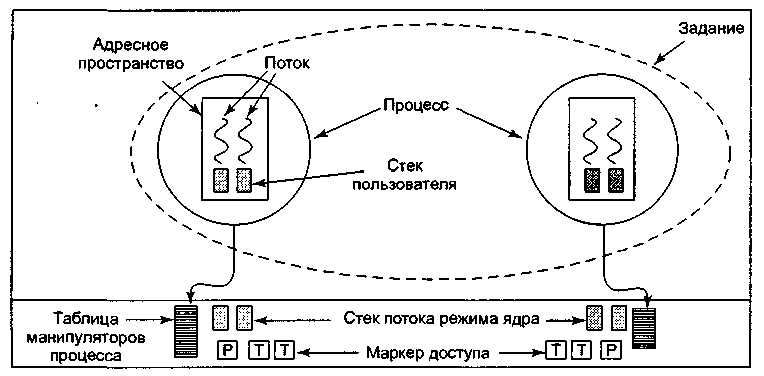 Задание
Адресное
пространство
Поток
Процесс
Стек
пользователя
Таблица
манипуляторов
процесса
Стек потока режима ядра
P T T
Маркер доступа
T T P